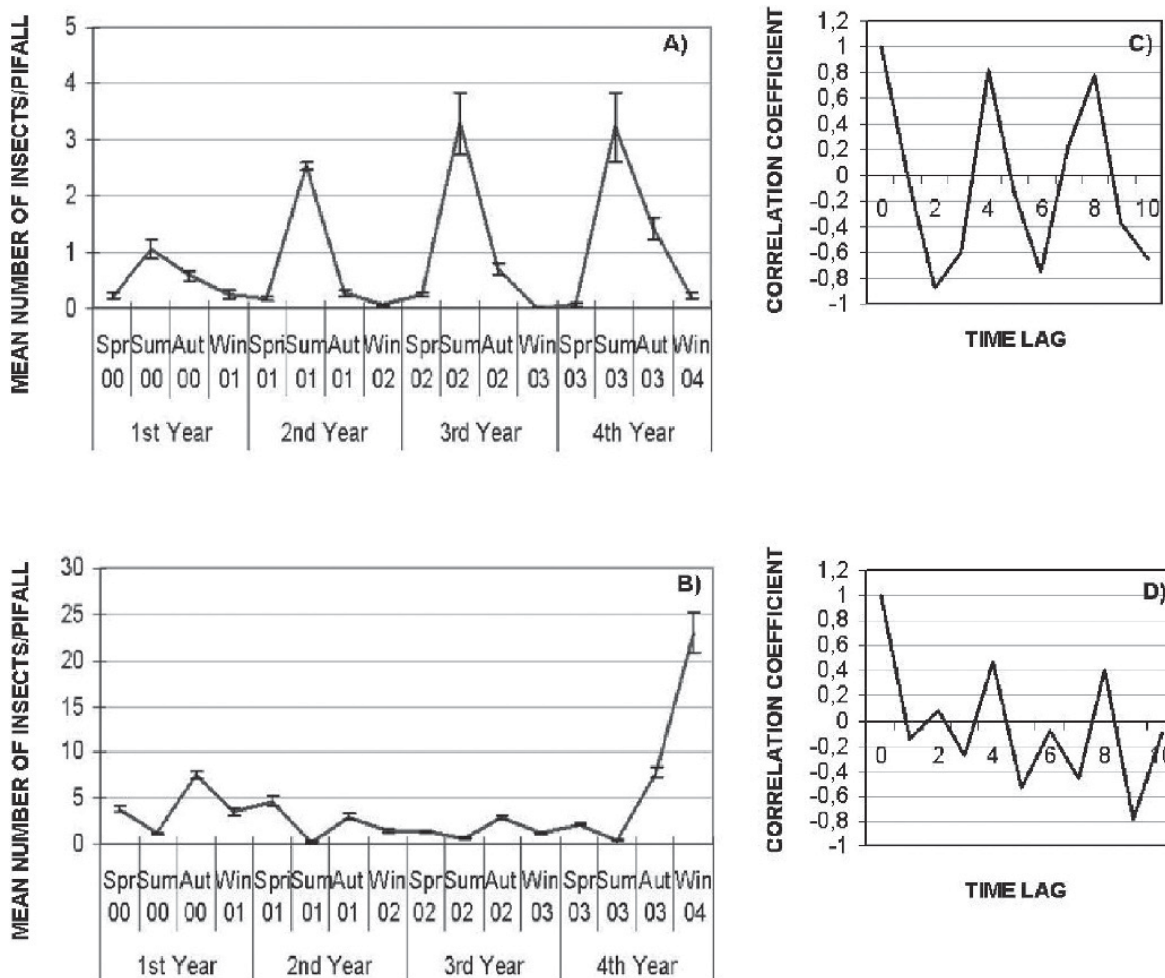 MEAN NUMBER OF INSECTS/PIFALL
5
4
3
2
1
0
A)
Spr Sum Aut Win Spri Sum Aut Win Spr Sum Aut Win Spr Sum Aut Win
00 00 00 01 01 01 01 02 02 02 02 03 03 03 03 04
1st Year 2nd Year 3rd Year 4th Year
CORRELATION COEFFICIENT
1,2
1
0,8
0,6
0,4
0,2
0
-0,2
-0,4
-0,6
-0,8
-1
C)
0 2 4 6 8 10
TIME LAG
MEAN NUMBER OF INSECTS/PIFALL
30
25
20
15
10
5
0
B)
Spr Sum Aut Win Spri Sum Aut Win Spr Sum Aut Win Spr Sum Aut Win
00 00 00 01 01 01 01 02 02 02 02 03 03 03 03 04
1st Year 2nd Year 3rd Year 4th Year
CORRELATION COEFFICIENT
1,2
1
0,8
0,6
0,4
0,2
0
-0,2
-0,4
-0,6
-0,8
-1
D)
0 2 4 6 8 10
TIME LAG